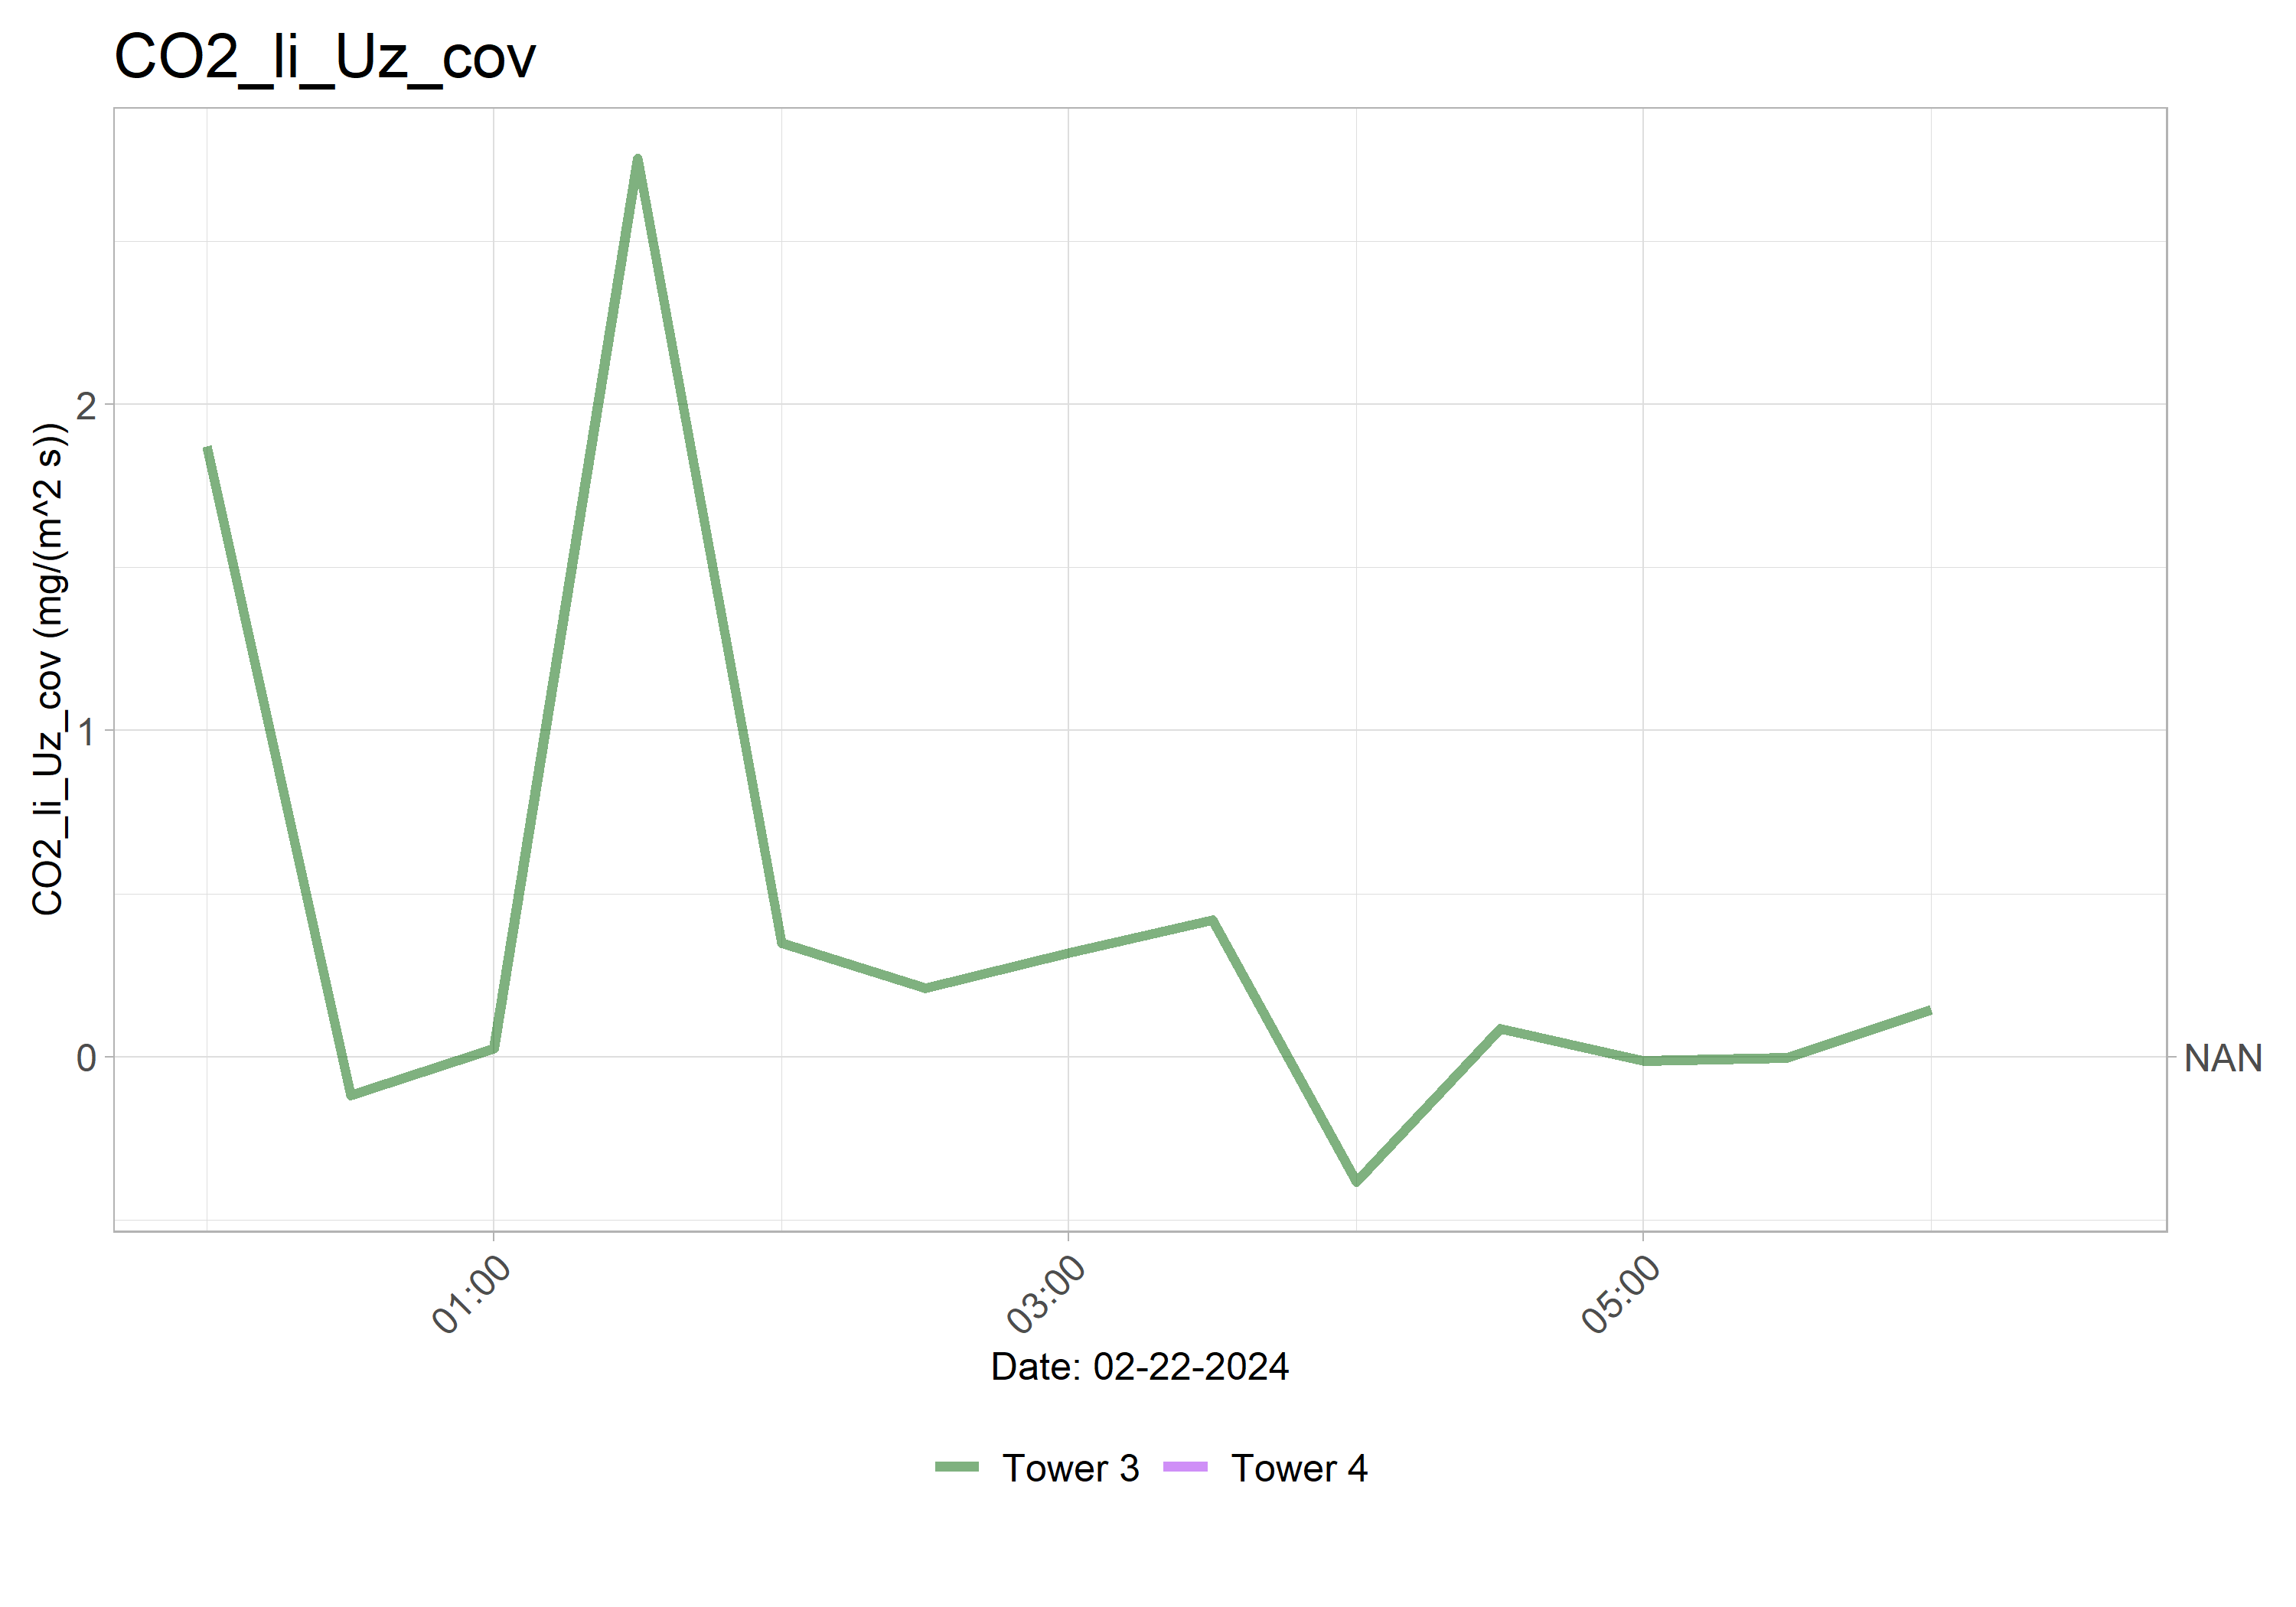 CO2_li_Uz_cov
CO2_li_Uz_cov (mg/(m^2 s))
2
1
0
NAN
01:00
03:00
05:00
Date: 02-22-2024
Tower 3
Tower 4